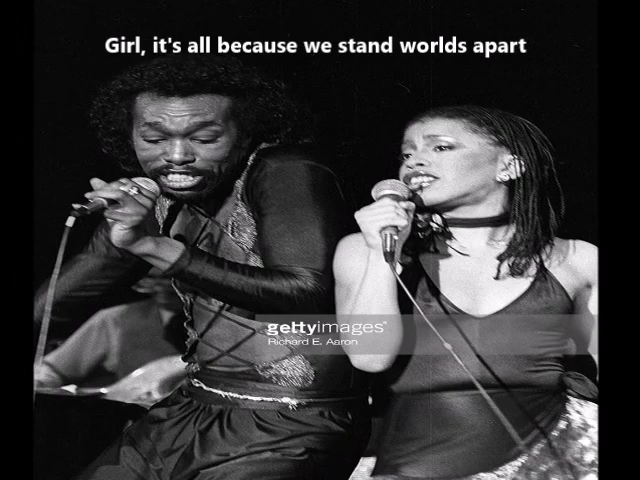 Girl, it's all because we stand worlds apart
gettyimages®
Richard E. Aaron